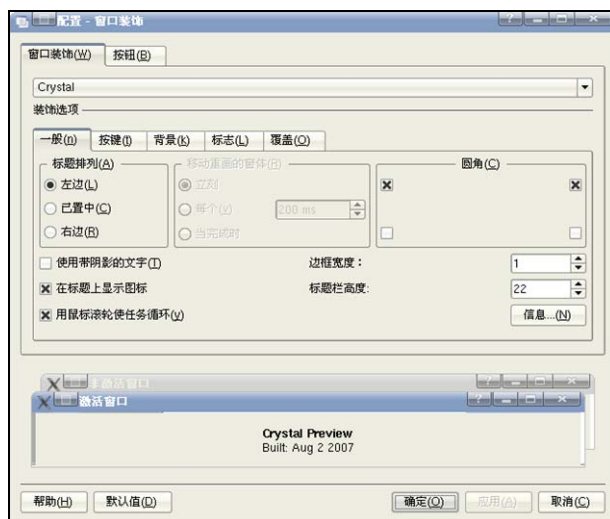 配置 - 窗口装饰
窗口装饰(W) 按钮(B)
Crystal
装饰选项
一般(n) 按键(t) 背景(k) 标志(L) 覆盖(O)
标题排列(A) 移动重画的窗体(R) 圆角(C)
左边(L) 立刻
已置中(C) 每个(V) 200 ms
右边(R) 当完成时
使用带阴影的文字(T) 边框宽度： 1
在标题上显示图标 标题栏高度: 22
用鼠标滚轮使任务循环(y) 信息...(N)
非激活窗口
激活窗口
Crystal Preview
Built: Aug 2 2007
帮助(H) 默认值(D) 确定(O) 应用(A) 取消(C)